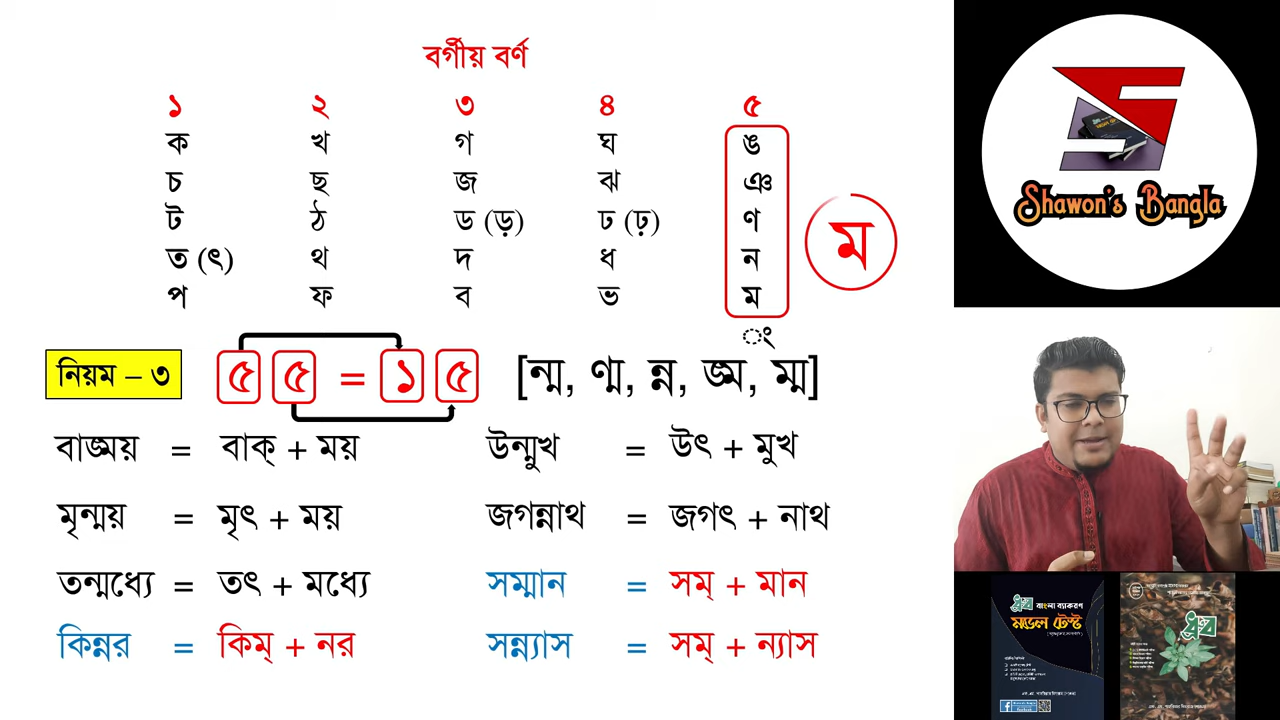 বর্গীয় বর্ণ
১ ২ ৩ ৪ ৫
ক খ গ ঘ ঙ
চ ছ জ ঝ ঞ
ট ঠ ড (ড়) ঢ (ঢ়) ণ
ত (ৎ) থ দ ধ ন
প ফ ব ভ ম
ং
ম
নিয়ম – ৩ ৫ ৫ = ১ ৫ [ন্ম, ণ্ম, ন্ন, ঙ্ম, ম্ম]
বাঙ্ময় = বাক্ + ময়
মৃন্ময় = মৃৎ + ময়
তন্মধ্যে = তৎ + মধ্যে
কিন্নর = কিম্ + নর
উন্মুখ = উৎ + মুখ
জগন্নাথ = জগৎ + নাথ
সম্মান = সম্ + মান
সন্ন্যাস = সম্ + ন্যাস
Shawon's Bangla
বাংলা ব্যাকরণ
মডেল টেস্ট